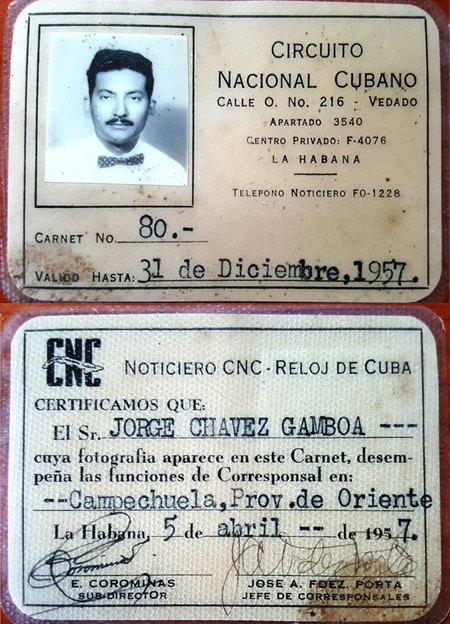 CIRCUITO
NACIONAL CUBANO
CALLE O. No. 216 - VEDADO
APARTADO 3540
CENTRO PRIVADO: F-4076
LA HABANA
TELEFONO NOTICIERO FO-1228
CARNET No. 80.-
VALIDO HASTA: 31 de Diciembre, 1957.
CNC NOTICIERO CNC - RELOJ DE CUBA
CERTIFICAMOS QUE:
El Sr. JORGE CHAVEZ GAMBOA ---
cuya fotografía aparece en este Carnet, desem-
peña las funciones de Corresponsal en:
--Campechuela, Prov. de Oriente
La Habana, 5 de abril -- de 1957.
E. COROMINAS JOSE A. FDEZ. PORTA
SUB-DIRECTOR JEFE DE CORRESPONSALES